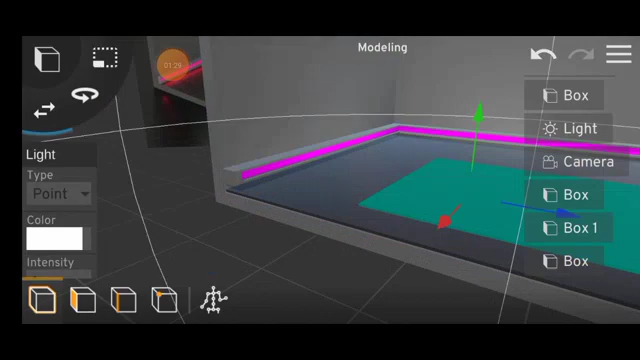 Modeling
01:29
Box
Light
Camera
Box
Box 1
Box
Light
Type
Point
Color
Intensity